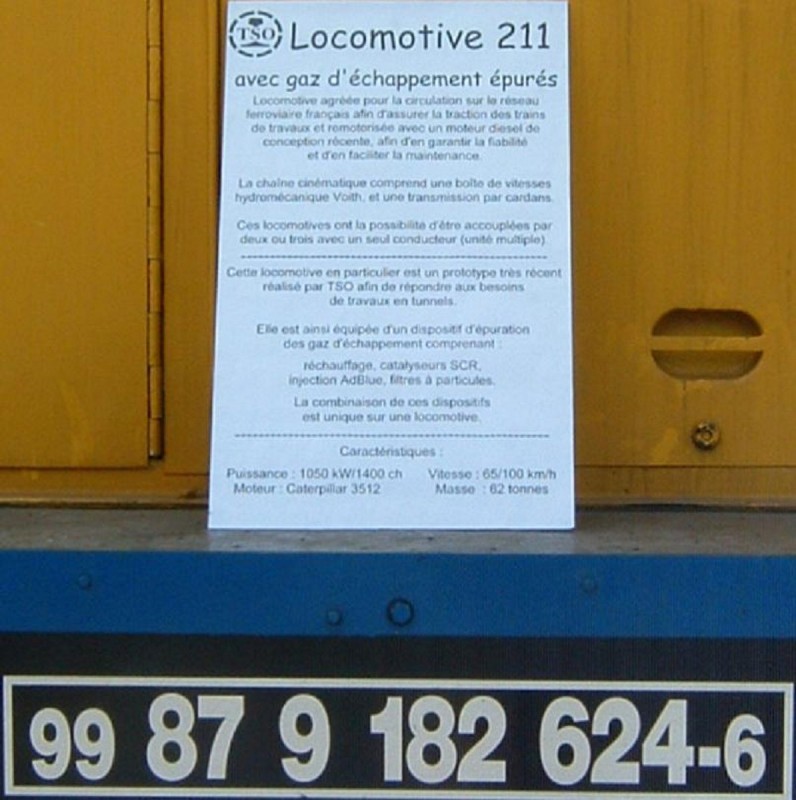 TSO
Locomotive 211
avec gaz d'échappement épurés
Locomotive agréée pour la circulation sur le réseau
ferroviaire français afin d'assurer la traction des trains
de travaux et remotorisée avec un moteur diesel de
conception récente, afin d'en garantir la fiabilité
et d'en faciliter la maintenance.
La chaîne cinématique comprend une boîte de vitesses
hydromécanique Voith, et une transmission par cardans.
Ces locomotives ont la possibilité d'être accouplées par
deux ou trois avec un seul conducteur (unité multiple).
Cette locomotive en particulier est un prototype très récent
réalisé par TSO afin de répondre aux besoins
de travaux en tunnels.
Elle est ainsi équipée d'un dispositif d'épuration
des gaz d'échappement comprenant :
réchauffage, catalyseurs SCR,
injection AdBlue, filtres à particules.
La combinaison de ces dispositifs
est unique sur une locomotive.
Caractéristiques :
Puissance : 1050 kW/1400 ch Vitesse : 65/100 km/h
Moteur : Caterpillar 3512 Masse : 62 tonnes
99 87 9 182 624-6